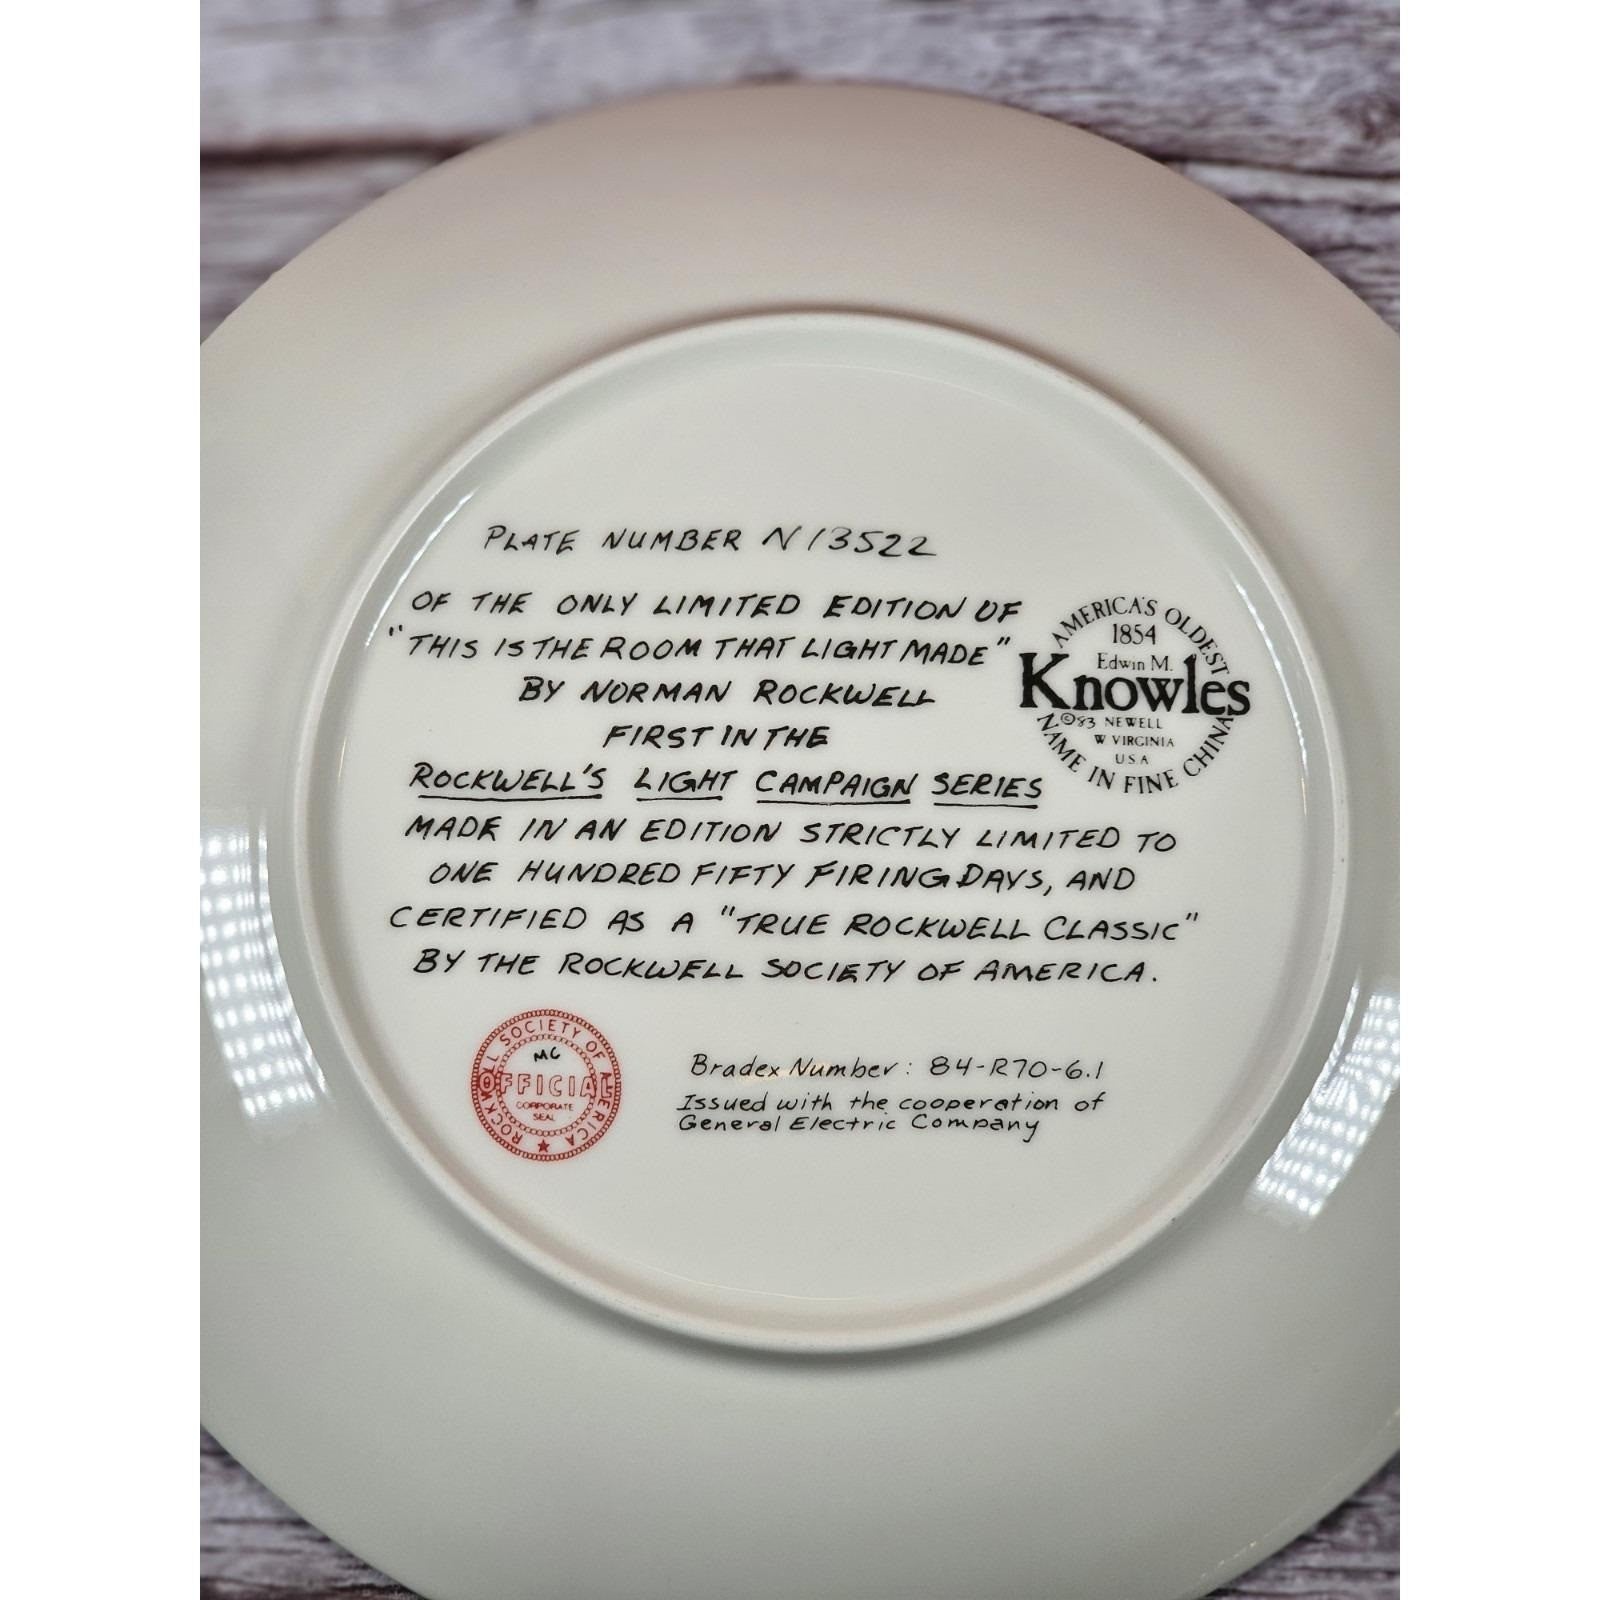 PLATE NUMBER N13522
OF THE ONLY LIMITED EDITION OF
"THIS IS THE ROOM THAT LIGHT MADE"
BY NORMAN ROCKWELL
FIRST IN THE
ROCKWELL'S LIGHT CAMPAIGN SERIES
MADE IN AN EDITION STRICTLY LIMITED TO
ONE HUNDRED FIFTY FIRING DAYS, AND
CERTIFIED AS A "TRUE ROCKWELL CLASSIC"
BY THE ROCKWELL SOCIETY OF AMERICA.
AMERICA'S OLDEST
1854
Edwin M.
Knowles
©83 NEWELL
W VIRGINIA
USA
NAME IN FINE CHINA
ROCKWELL SOCIETY OF AMERICA
MC
OFFICIAL
CORPORATE
SEAL
Bradex Number: 84-R70-6.1
Issued with the cooperation of
General Electric Company